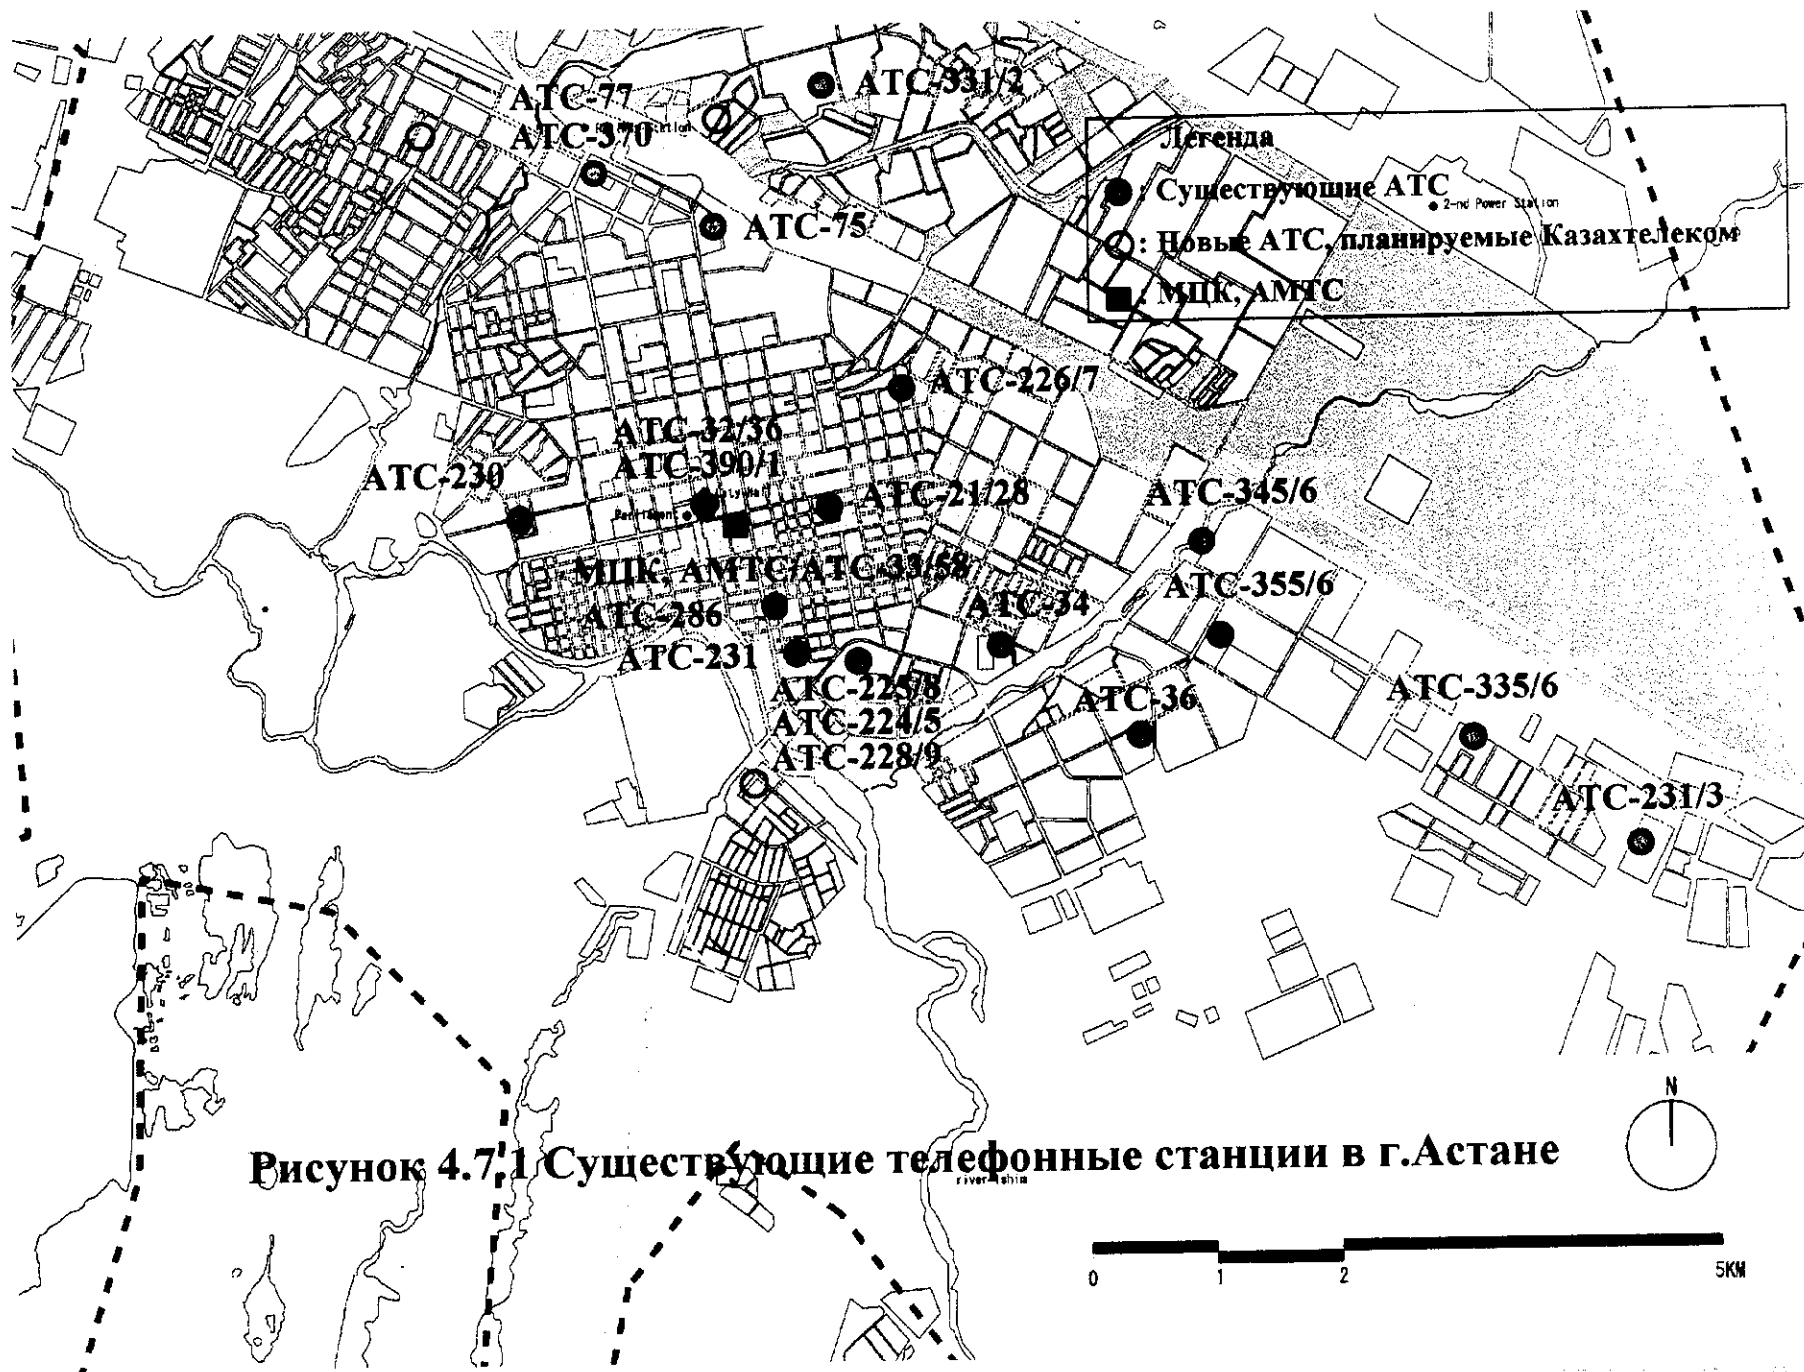 АТС-331/2
АТС-77
АТС-370
АТС-75
Легенда
: Существуюшие АТС
2-nd Power Station
: Новые АТС, планируемые Казахтелеком
: МЦК, АМТС
АТС-226/7
АТС-32/36
АТС-390/1
АТС-230
АТС-21/28
АТС-345/6
МЦК, АМТС/АТС-33/58
АТС-355/6
АТС-286
АТС-34
АТС-231
АТС-36
АТС-335/6
АТС-224/5
АТС-228/9
АТС-231/3
N
Рисунок 4.7.1 Существующие телефонные станции в г.Астане
river Ishim
0 1 2 5KM